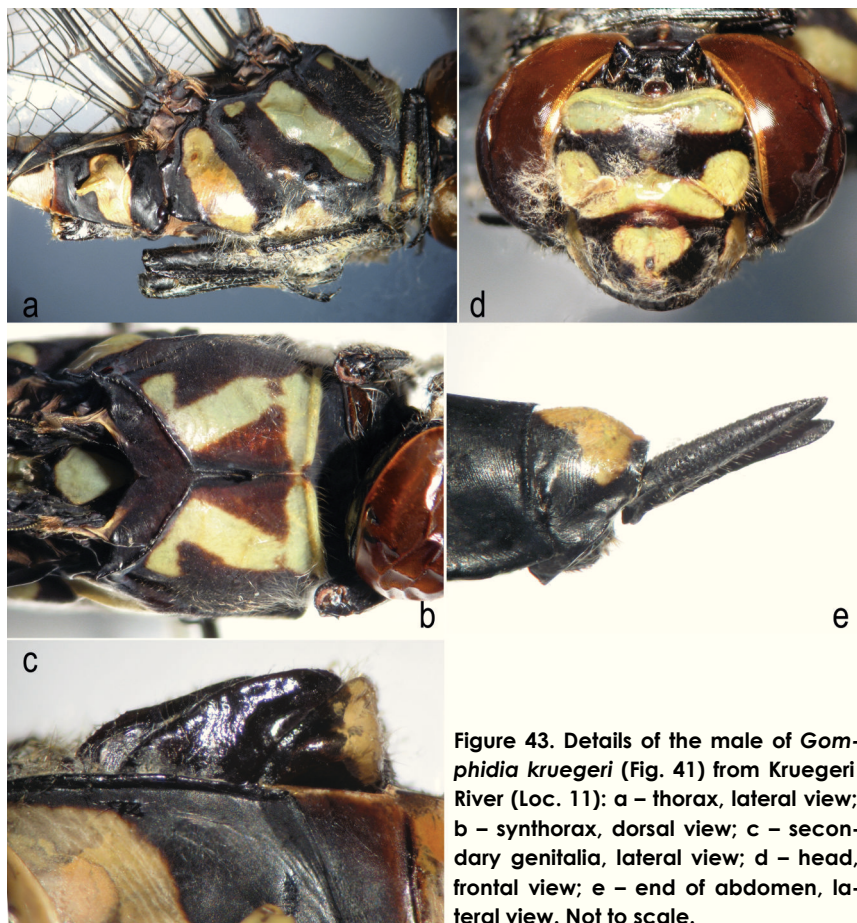 a
d
b
e
c
Figure 43. Details of the male of Gom-
phidia kruegeri (Fig. 41) from Kruegeri
River (Loc. 11): a – thorax, lateral view;
b – synthorax, dorsal view; c – secon-
dary genitalia, lateral view; d – head,
frontal view; e – end of abdomen, la-
teral view. Not to scale.